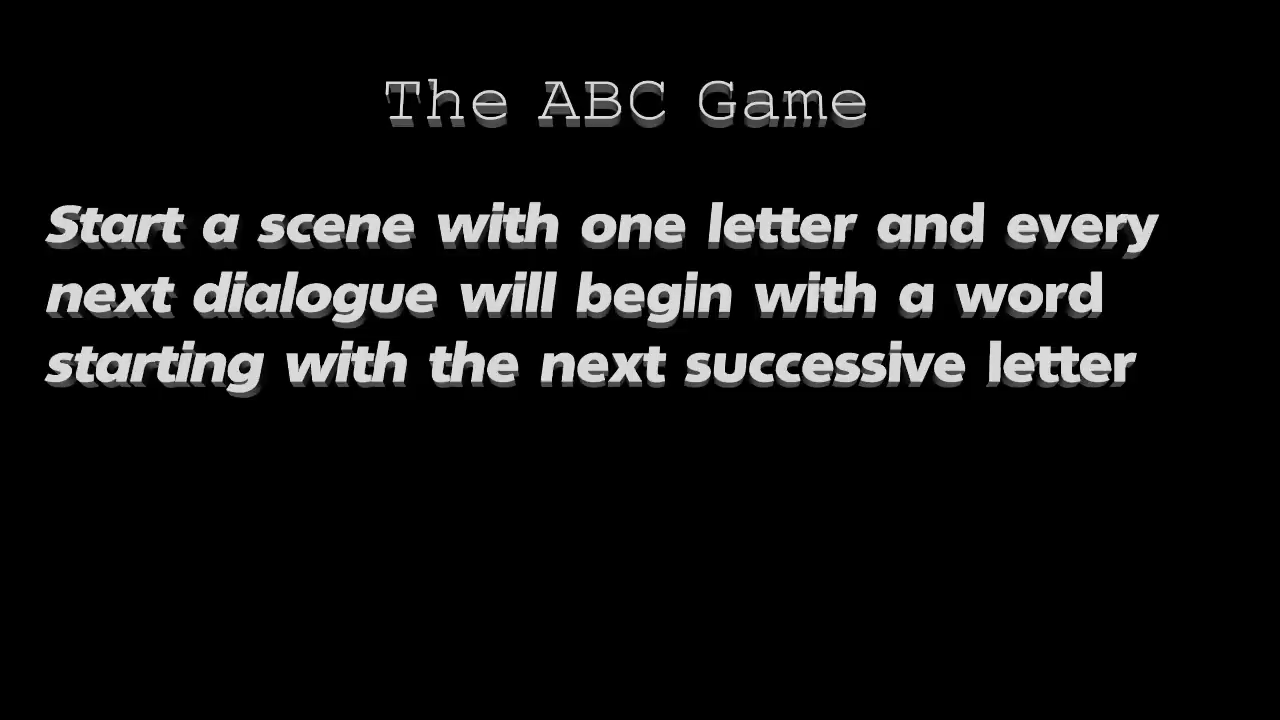 The ABC Game
Start a scene with one letter and every
next dialogue will begin with a word
starting with the next successive letter